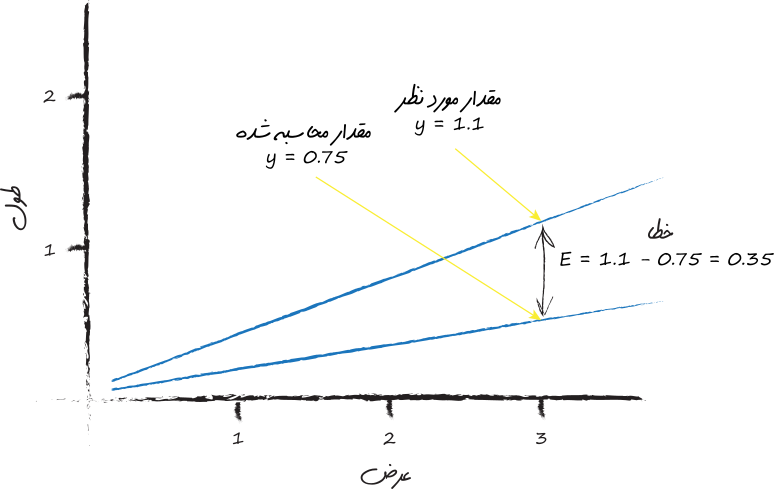 مقدار مورد نظر
y = 1.1
مقدار محاسبه شده
y = 0.75
2
1
طول
خطا
E = 1.1 - 0.75 = 0.35
1
2
3
عرض